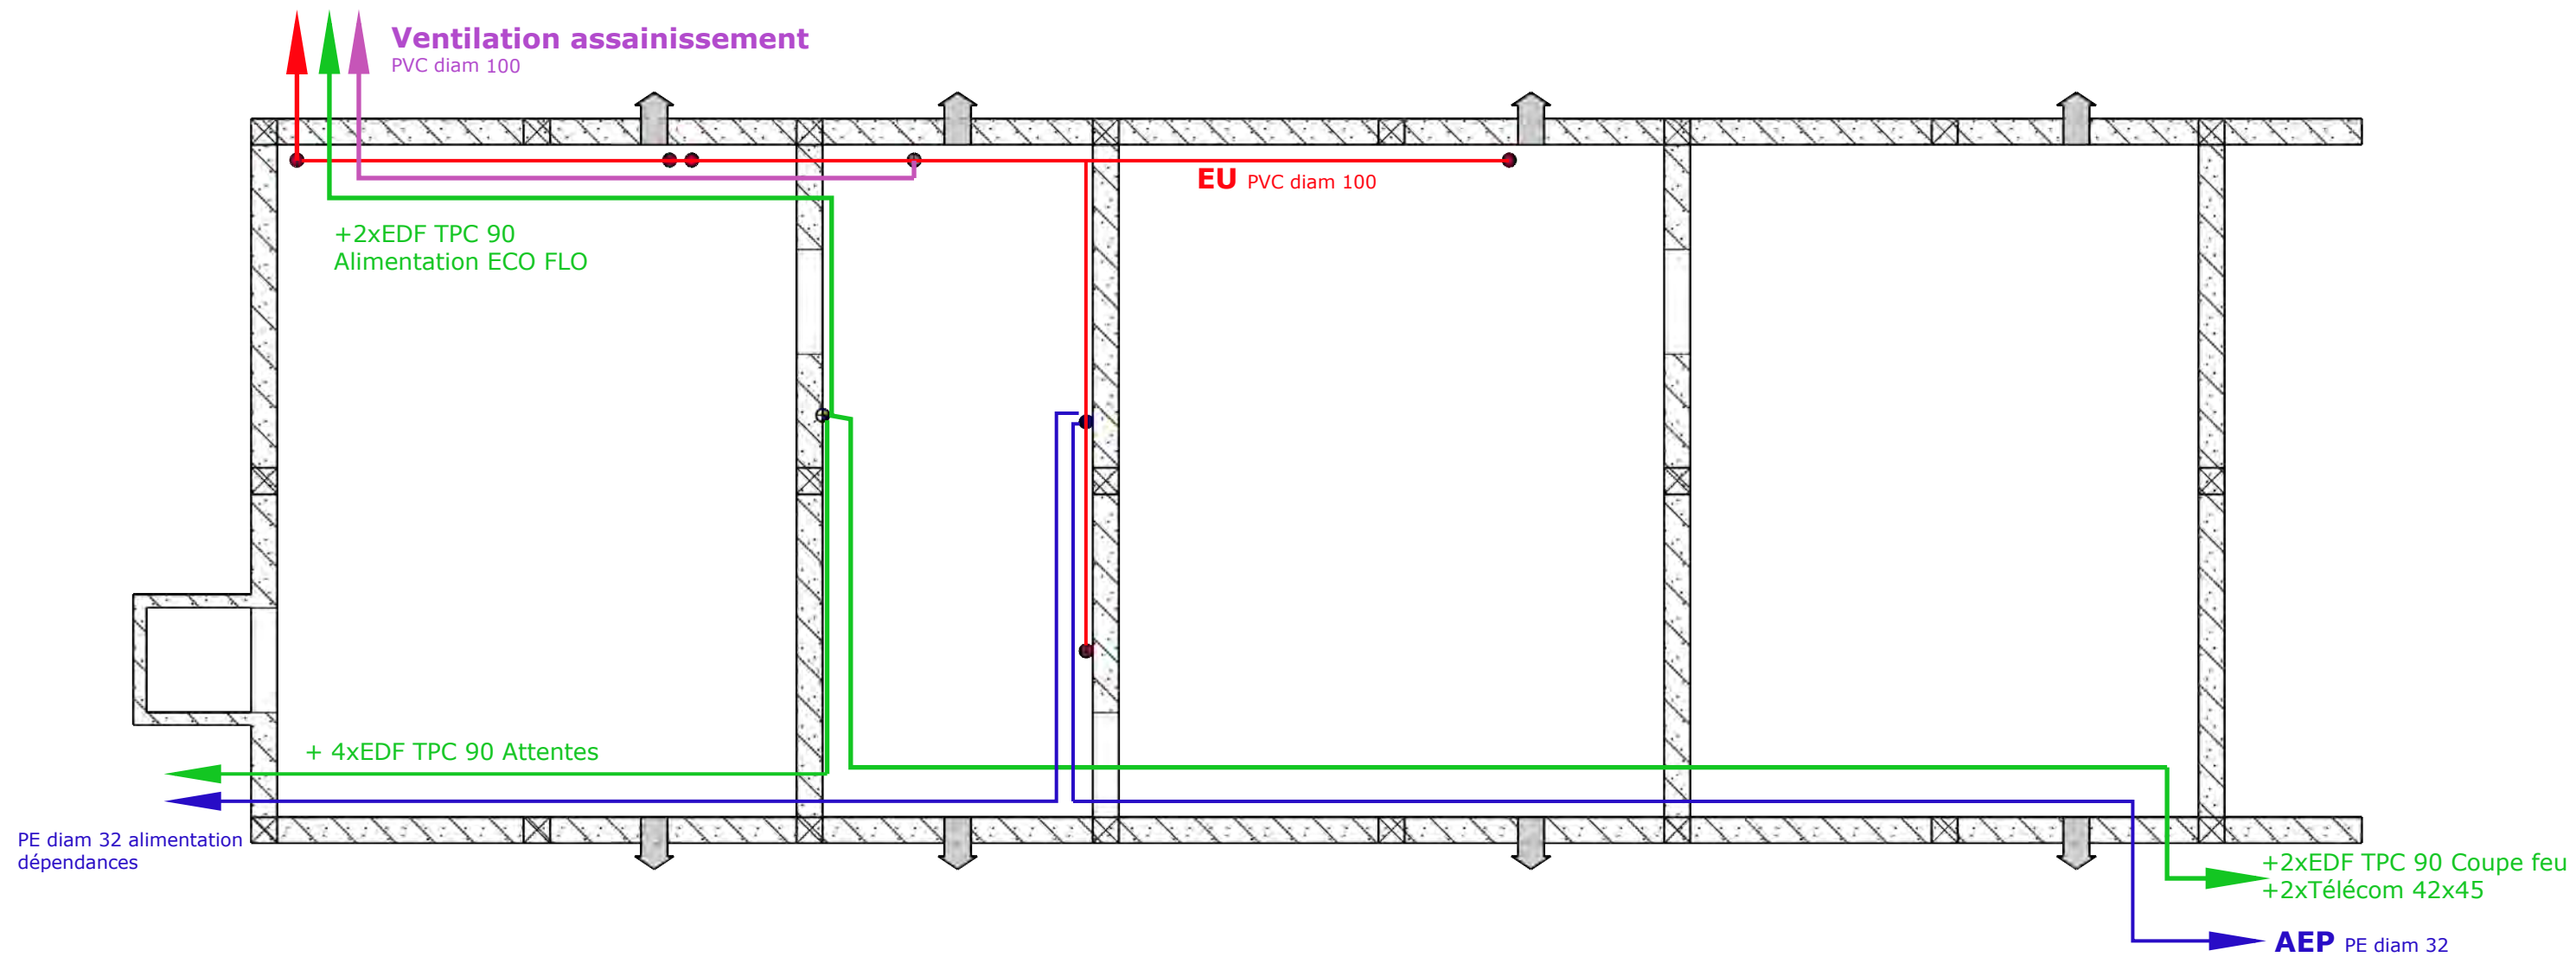 Ventilation assainissement
PVC diam 100
EU PVC diam 100
+2xEDF TPC 90
Alimentation ECO FLO
+ 4xEDF TPC 90 Attentes
PE diam 32 alimentation
dépendances
+2xEDF TPC 90 Coupe feu
+2xTélécom 42x45
AEP PE diam 32